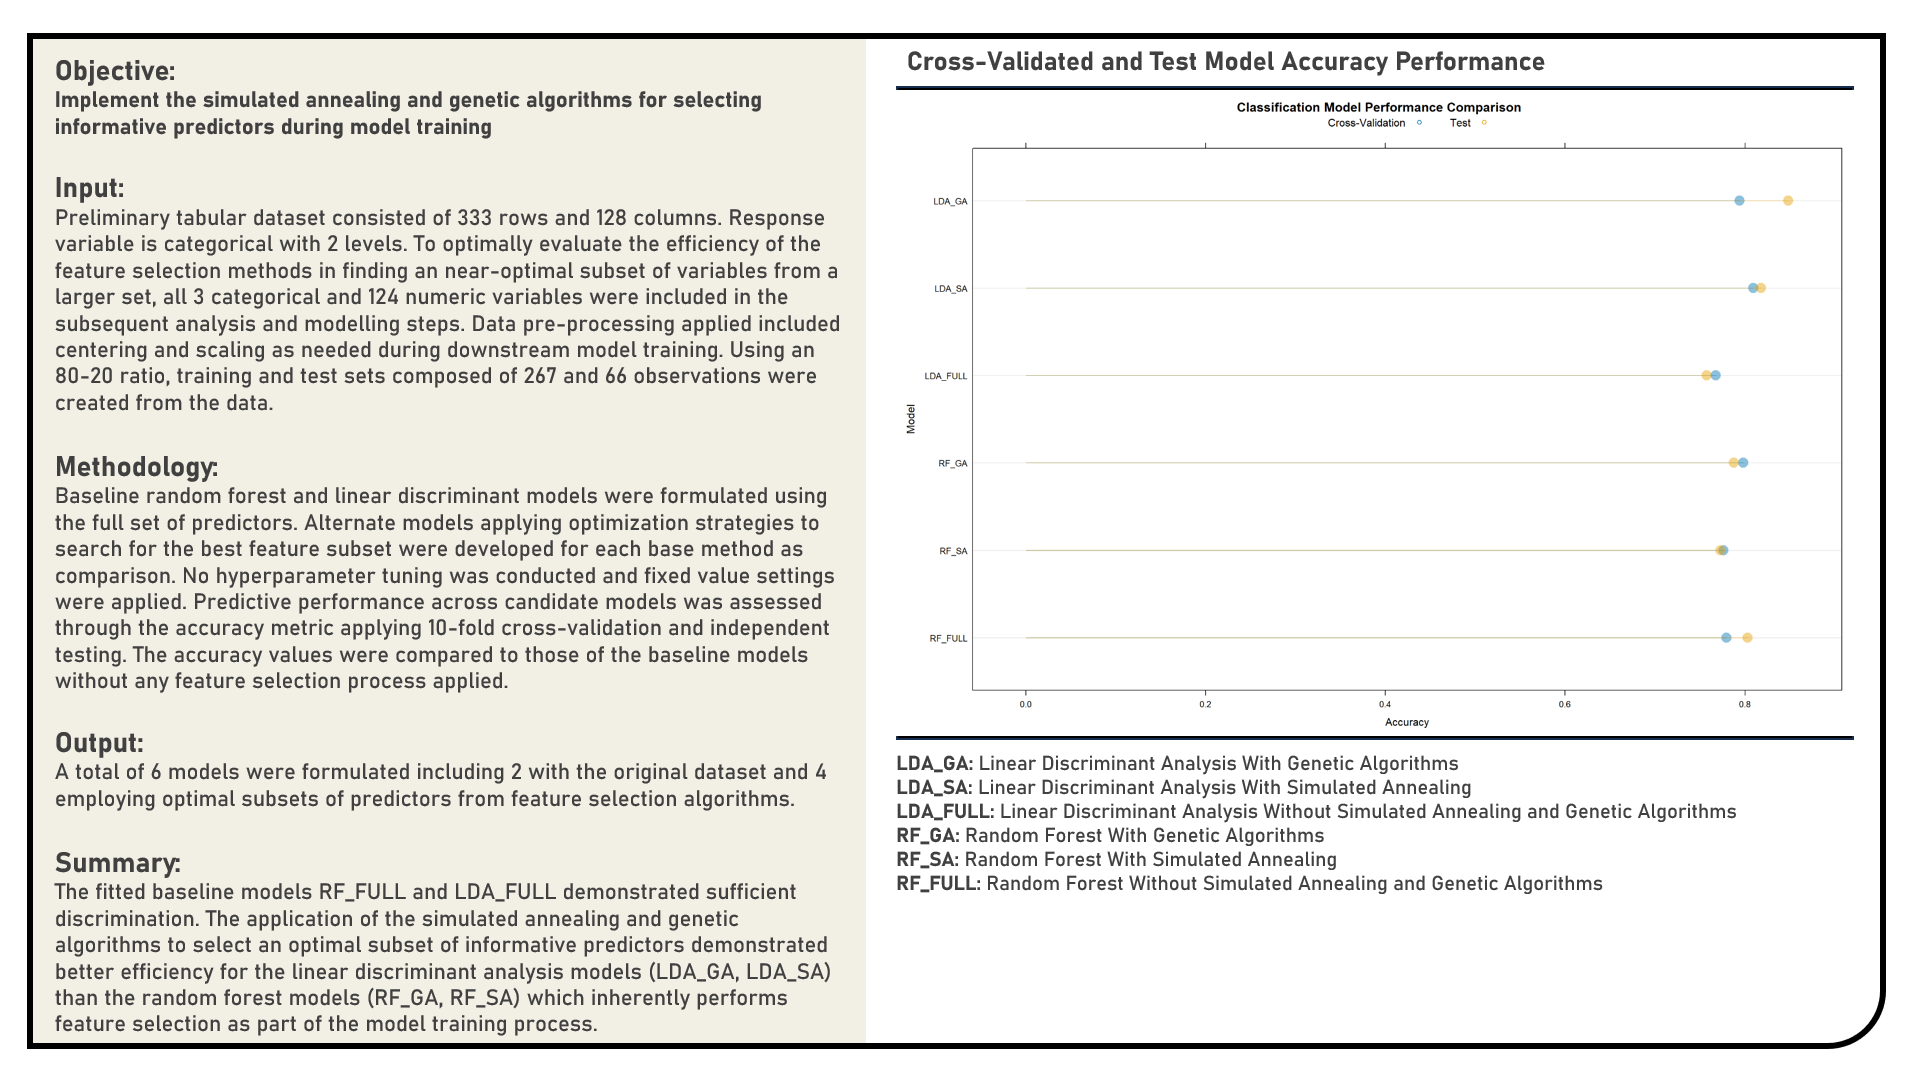 Objective:
Implement the simulated annealing and genetic algorithms for selecting
informative predictors during model training
Input:
Preliminary tabular dataset consisted of 333 rows and 128 columns. Response
variable is categorical with 2 levels. To optimally evaluate the efficiency of the
feature selection methods in finding an near-optimal subset of variables from a
larger set, all 3 categorical and 124 numeric variables were included in the
subsequent analysis and modelling steps. Data pre-processing applied included
centering and scaling as needed during downstream model training. Using an
80-20 ratio, training and test sets composed of 267 and 66 observations were
created from the data.
Methodology:
Baseline random forest and linear discriminant models were formulated using
the full set of predictors. Alternate models applying optimization strategies to
search for the best feature subset were developed for each base method as
comparison. No hyperparameter tuning was conducted and fixed value settings
were applied. Predictive performance across candidate models was assessed
through the accuracy metric applying 10-fold cross-validation and independent
testing. The accuracy values were compared to those of the baseline models
without any feature selection process applied.
Output:
A total of 6 models were formulated including 2 with the original dataset and 4
employing optimal subsets of predictors from feature selection algorithms.
Summary:
The fitted baseline models RF_FULL and LDA_FULL demonstrated sufficient
discrimination. The application of the simulated annealing and genetic
algorithms to select an optimal subset of informative predictors demonstrated
better efficiency for the linear discriminant analysis models (LDA_GA, LDA_SA)
than the random forest models (RF_GA, RF_SA) which inherently performs
feature selection as part of the model training process.
Cross-Validated and Test Model Accuracy Performance
Classification Model Performance Comparison
Cross-Validation Test
LDA_GA
LDA_SA
LDA_FULL
Model
RF_GA
RF_SA
RF_FULL
0.0 0.2 0.4 0.6 0.8
Accuracy
LDA_GA: Linear Discriminant Analysis With Genetic Algorithms
LDA_SA: Linear Discriminant Analysis With Simulated Annealing
LDA_FULL: Linear Discriminant Analysis Without Simulated Annealing and Genetic Algorithms
RF_GA: Random Forest With Genetic Algorithms
RF_SA: Random Forest With Simulated Annealing
RF_FULL: Random Forest Without Simulated Annealing and Genetic Algorithms